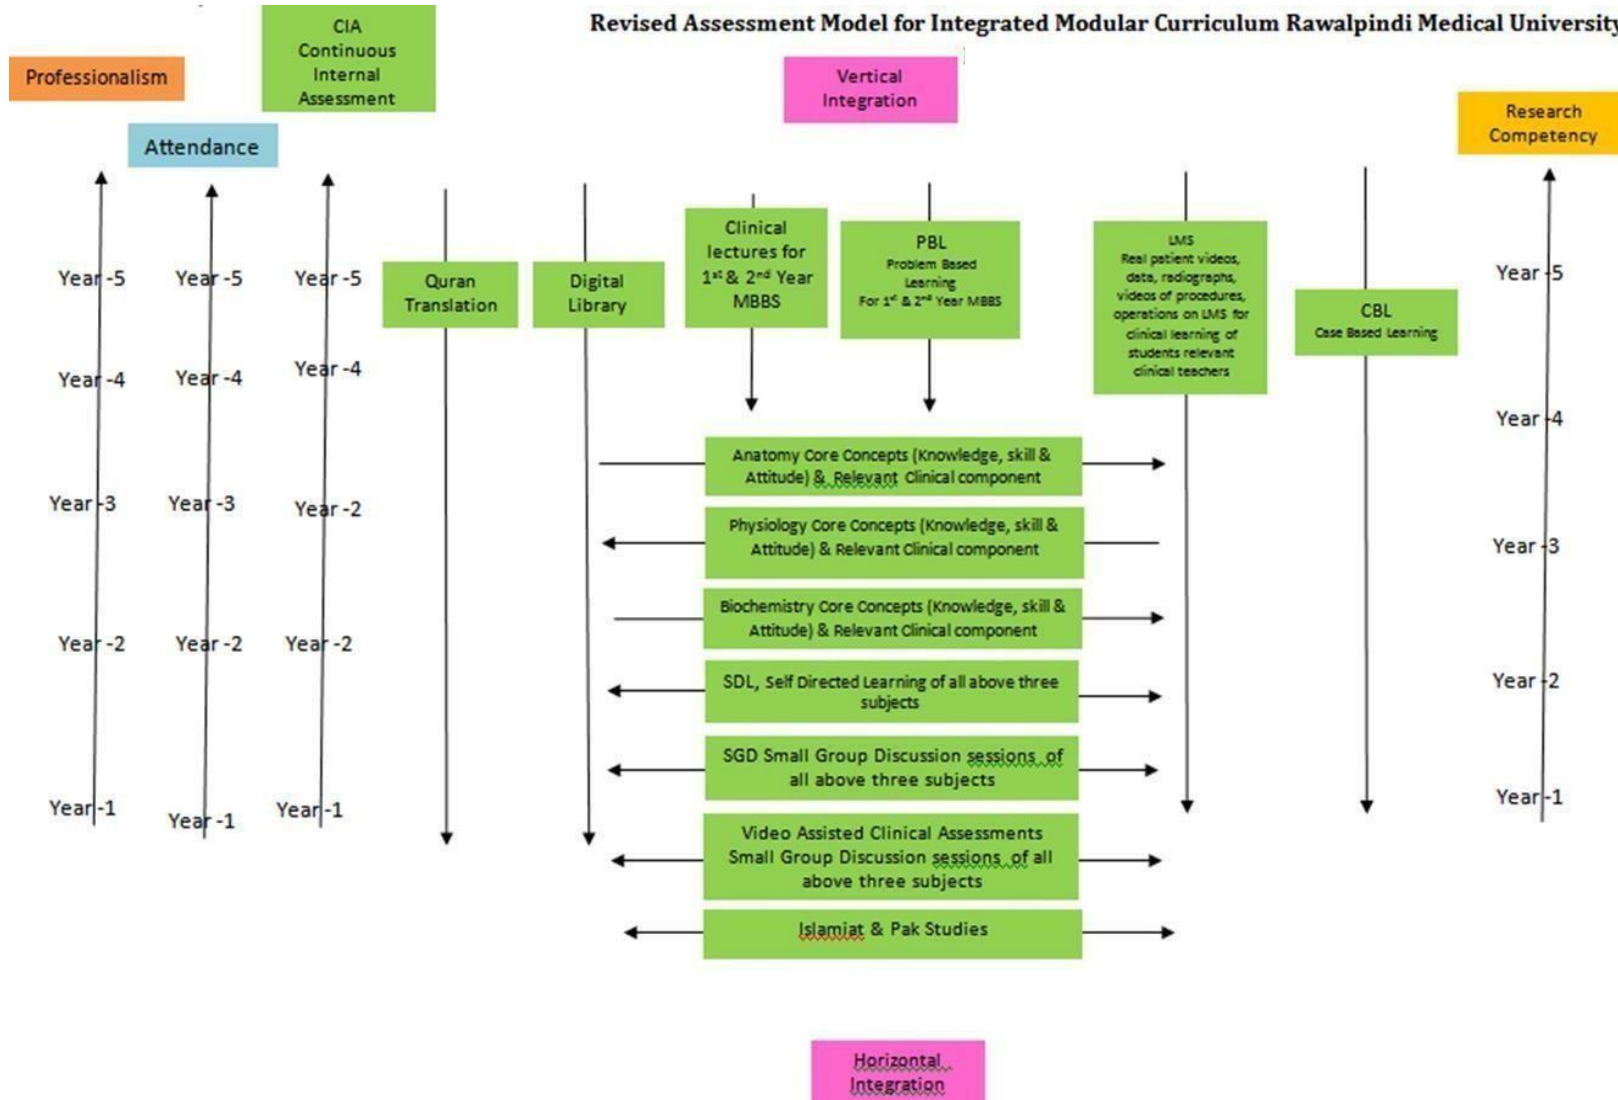 Revised Assessment Model for Integrated Modular Curriculum Rawalpindi Medical University
CIA
Continuous
Internal
Assessment
Professionalism
Attendance
Vertical
Integration
Research
Competency
Year -5
Year -4
Year -3
Year -2
Year -1
Year -5
Year -4
Year -3
Year -2
Year -1
Year -5
Year -4
Year -2
Year -2
Year -1
Quran
Translation
Digital
Library
Clinical
lectures for
1st & 2nd Year
MBBS
PBL
Problem Based
Learning
For 1st & 2nd Year MBBS
LMS
Real patient videos,
data, radiographs,
videos of procedures,
operations on LMS for
clinical learning of
students relevant
clinical teachers
CBL
Case Based Learning
Year -5
Year -4
Year -3
Year -2
Year -1
Anatomy Core Concepts (Knowledge, skill &
Attitude) & Relevant Clinical component
Physiology Core Concepts (Knowledge, skill &
Attitude) & Relevant Clinical component
Biochemistry Core Concepts (Knowledge, skill &
Attitude) & Relevant Clinical component
SDL, Self Directed Learning of all above three
subjects
SGD Small Group Discussion sessions of
all above three subjects
Video Assisted Clinical Assessments
Small Group Discussion sessions of all
above three subjects
Islamiat & Pak Studies
Horizontal
Integration